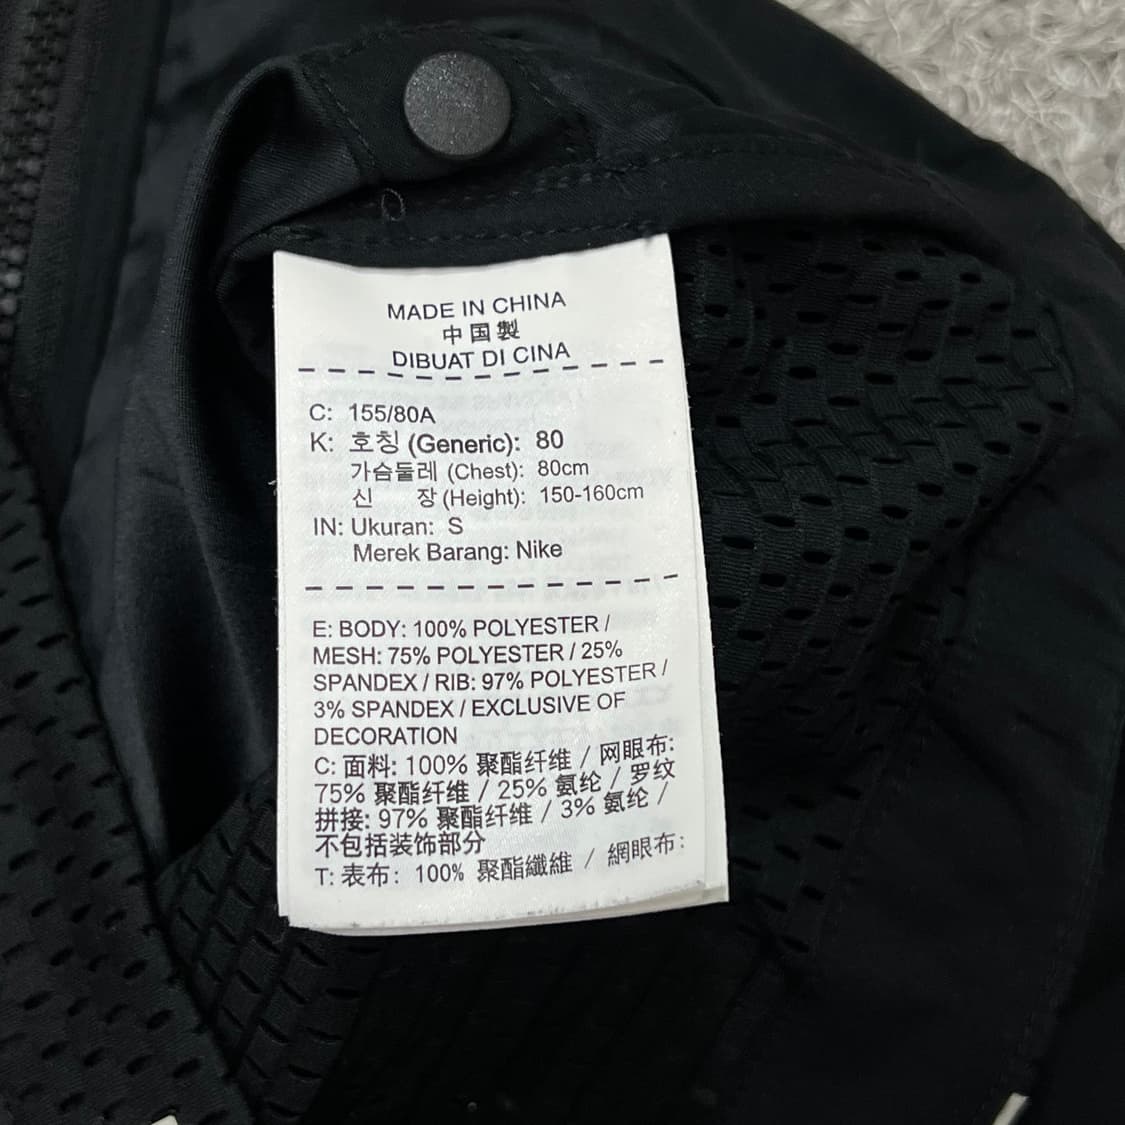 MADE IN CHINA
中国製
DIBUAT DI CINA
C: 155/80A
K: 호칭 (Generic): 80
가슴둘레 (Chest): 80cm
신 장 (Height): 150-160cm
IN: Ukuran: S
Merek Barang: Nike
E: BODY: 100% POLYESTER /
MESH: 75% POLYESTER / 25%
SPANDEX / RIB: 97% POLYESTER /
3% SPANDEX / EXCLUSIVE OF
DECORATION
C: 面料: 100% 聚酯纤维 / 网眼布:
75% 聚酯纤维 / 25% 氨纶 / 罗纹
拼接: 97% 聚酯纤维 / 3% 氨纶 /
不包括装饰部分
T: 表布: 100% 聚酯纖維 / 網眼布: